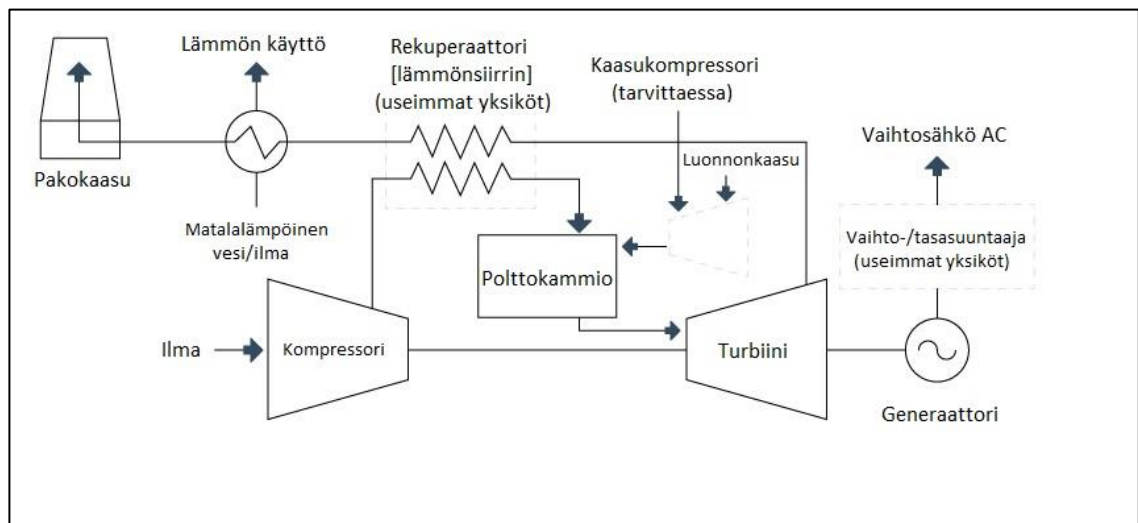 Lämmön käyttö
Rekuperaattori
[lämmönsiirrin]
(useimmat yksiköt)
Kaasukompressori
(tarvittaessa)
Vaihtosähkö AC
Luonnonkaasu
Pakokaasu
Matalalämpöinen
vesi/ilma
Vaihto-/tasasuuntaaja
(useimmat yksiköt)
Polttokammio
Ilma
Kompressori
Turbiini
Generaattori